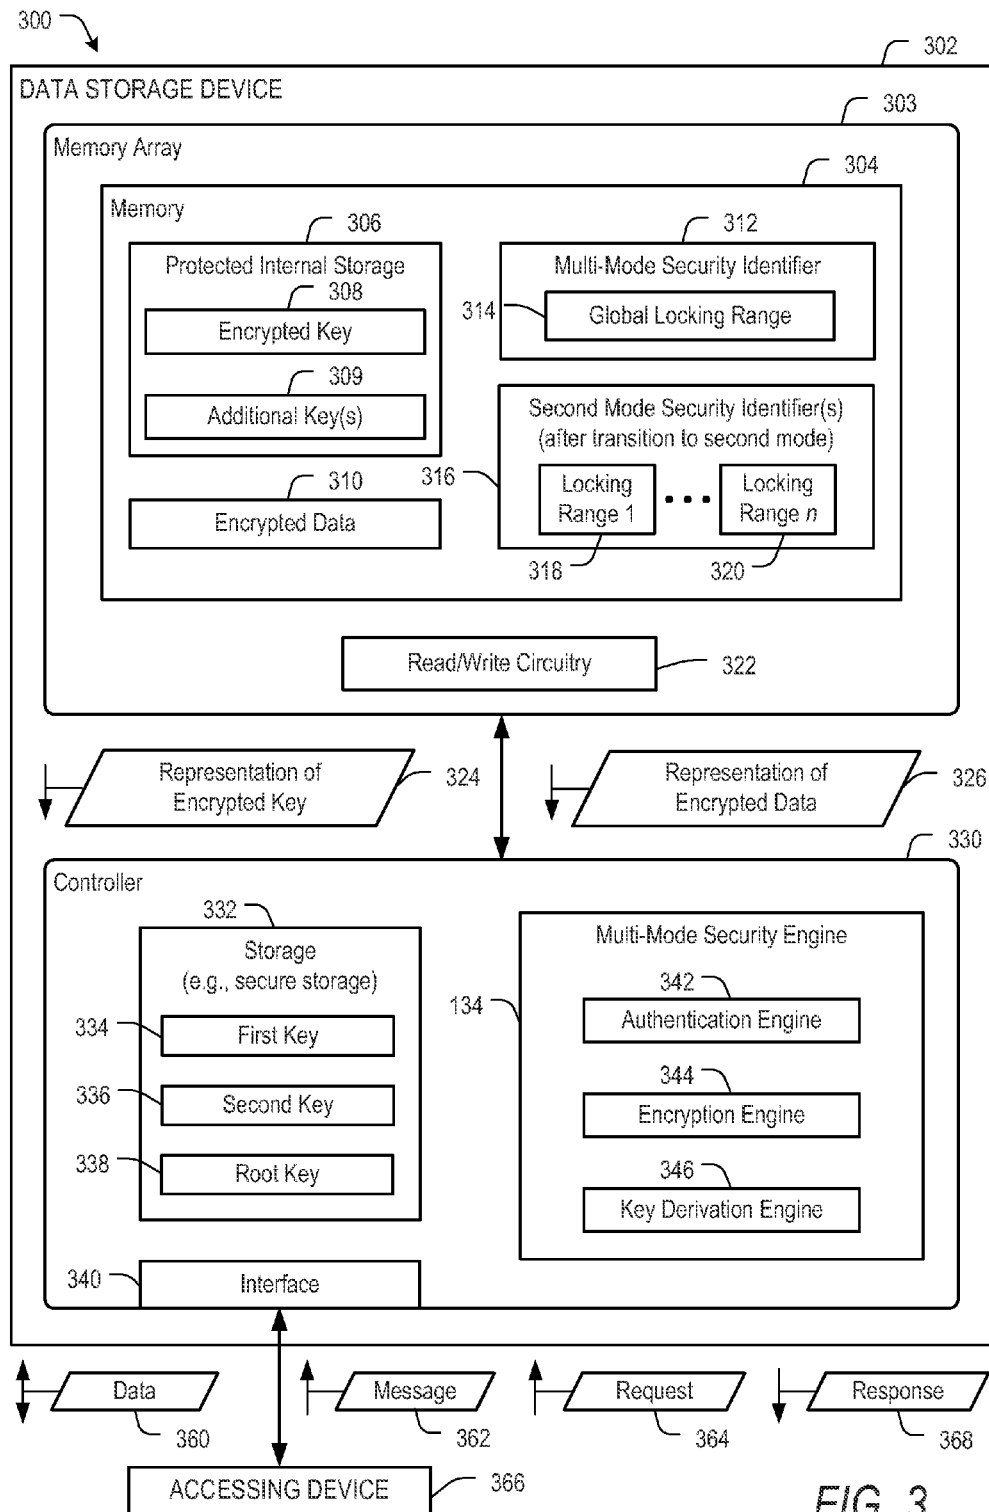 300
302
DATA STORAGE DEVICE
303
Memory Array
304
Memory
306
312
Protected Internal Storage
Multi-Mode Security Identifier
308
314
Global Locking Range
Encrypted Key
309
Additional Key(s)
Second Mode Security Identifier(s)
(after transition to second mode)
316
310
Locking
Range 1
Locking
Range n
Encrypted Data
318
320
Read/Write Circuitry
322
Representation of
Encrypted Key
324
Representation of
Encrypted Data
326
330
Controller
332
Storage
(e.g., secure storage)
Multi-Mode Security Engine
334
First Key
134
342
Authentication Engine
336
Second Key
344
Encryption Engine
338
Root Key
346
Key Derivation Engine
340
Interface
Data
Message
Request
Response
360
362
364
368
ACCESSING DEVICE
366
FIG. 3